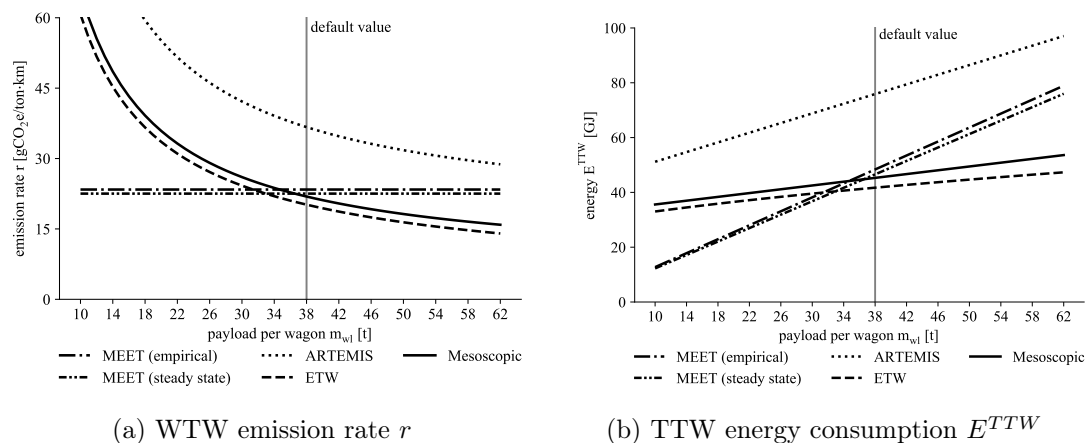 60
45
30
15
0
emission rate r [gCO₂e/ton·km]
default value
10 14 18 22 26 30 34 38 42 46 50 54 58 62
payload per wagon m_wl [t]
MEET (empirical) ARTEMIS Mesoscopic
MEET (steady state) ETW
(a) WTW emission rate r
100
80
60
40
20
0
energy E^TTW [GJ]
default value
10 14 18 22 26 30 34 38 42 46 50 54 58 62
payload per wagon m_wl [t]
MEET (empirical) ARTEMIS Mesoscopic
MEET (steady state) ETW
(b) TTW energy consumption E^TTW